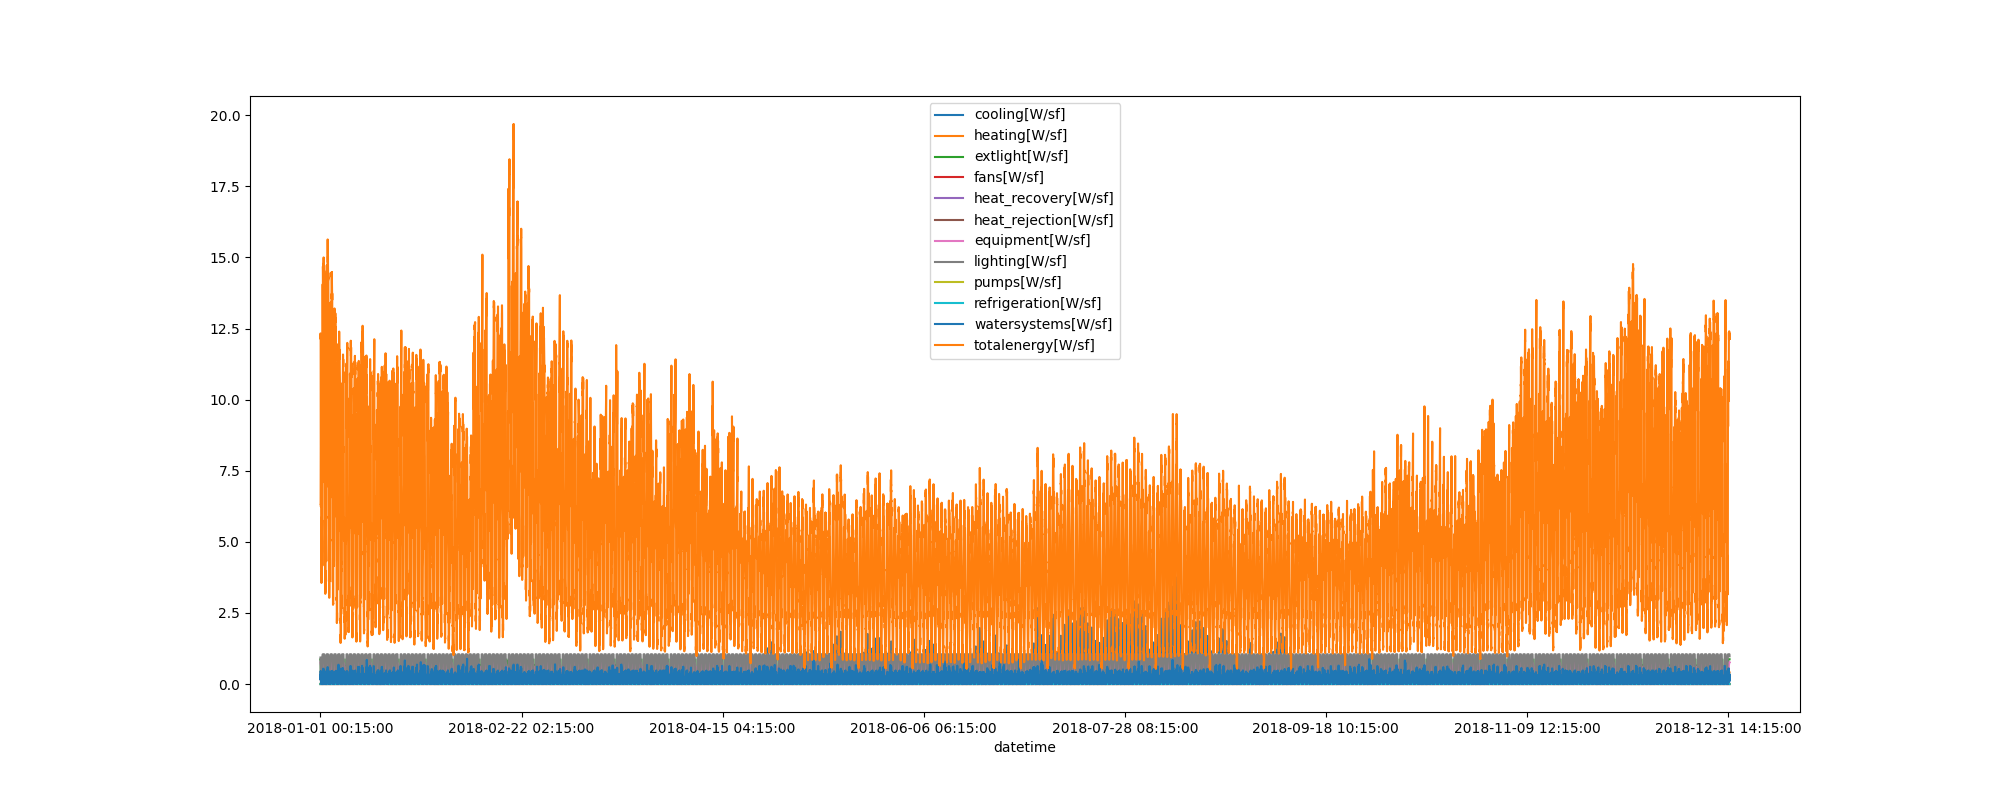 20.0
17.5
15.0
12.5
10.0
7.5
5.0
2.5
0.0
cooling[W/sf]
heating[W/sf]
extlight[W/sf]
fans[W/sf]
heat_recovery[W/sf]
heat_rejection[W/sf]
equipment[W/sf]
lighting[W/sf]
pumps[W/sf]
refrigeration[W/sf]
watersystems[W/sf]
totalenergy[W/sf]
2018-01-01 00:15:00 2018-02-22 02:15:00 2018-04-15 04:15:00 2018-06-06 06:15:00 2018-07-28 08:15:00 2018-09-18 10:15:00 2018-11-09 12:15:00 2018-12-31 14:15:00
datetime